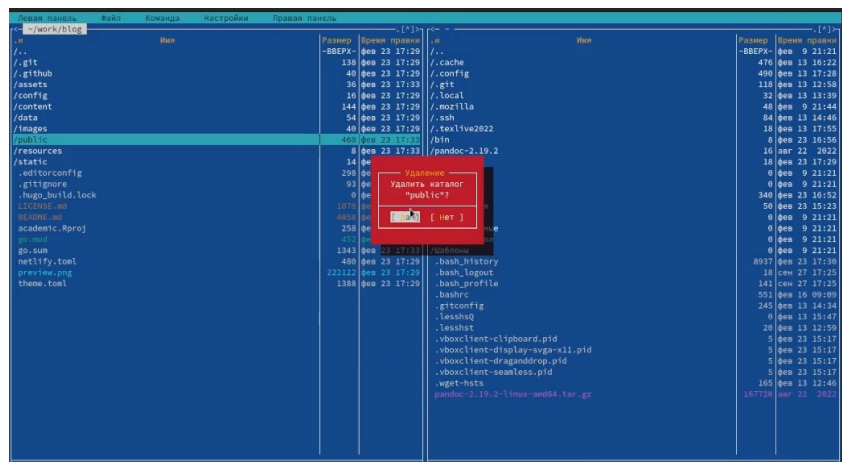 Левая панель Файл Команда Настройки Правая панель
<- ~/work/blog .[^]>
.и Имя Размер Время правки
/.. -ВВЕРХ- фев 23 17:29
/.git 138 фев 23 17:29
/.github 40 фев 23 17:29
/assets 36 фев 23 17:33
/config 16 фев 23 17:29
/content 144 фев 23 17:29
/data 54 фев 23 17:29
/images 40 фев 23 17:29
/public 460 фев 23 17:33
/resources 8 фев 23 17:33
/static 14 фе
.editorconfig 298 фе
.gitignore 93 фе
.hugo_build.lock 0 фе
LICENSE.md 1078 фе
README.md 4058 фе
academic.Rproj 258 фе
go.mod 452 фе
go.sum 1343 фев 23 17:33
netlify.toml 480 фев 23 17:29
preview.png 222122 фев 23 17:29
theme.toml 1388 фев 23 17:29
<- ~ .[^]>
.и Имя Размер Время правки
/.. -ВВЕРХ- фев 9 21:21
/.cache 476 фев 13 16:22
/.config 490 фев 13 17:28
/.git 118 фев 13 12:58
/.local 32 фев 13 13:39
/.mozilla 48 фев 9 21:44
/.ssh 84 фев 13 14:46
/.texlive2022 18 фев 13 17:55
/bin 8 фев 23 16:56
/pandoc-2.19.2 16 авг 22 2022
18 фев 23 17:29
0 фев 9 21:21
0 фев 9 21:21
340 фев 23 16:52
50 фев 23 15:23
0 фев 9 21:21
0 фев 9 21:21
ные 0 фев 9 21:21
ол 0 фев 9 21:21
/Шаблоны 0 фев 9 21:21
.bash_history 8937 фев 23 17:30
.bash_logout 18 сен 27 17:25
.bash_profile 141 сен 27 17:25
.bashrc 551 фев 16 09:09
.gitconfig 245 фев 13 14:34
.lesshsQ 0 фев 13 15:47
.lesshst 20 фев 13 12:59
.vboxclient-clipboard.pid 5 фев 23 15:17
.vboxclient-display-svga-x11.pid 5 фев 23 15:17
.vboxclient-draganddrop.pid 5 фев 23 15:17
.vboxclient-seamless.pid 5 фев 23 15:17
.wget-hsts 165 фев 13 12:46
pandoc-2.19.2-linux-amd64.tar.gz 16772K авг 22 2022
Удаление
Удалить каталог
"public"?
[ Да ] [ Нет ]